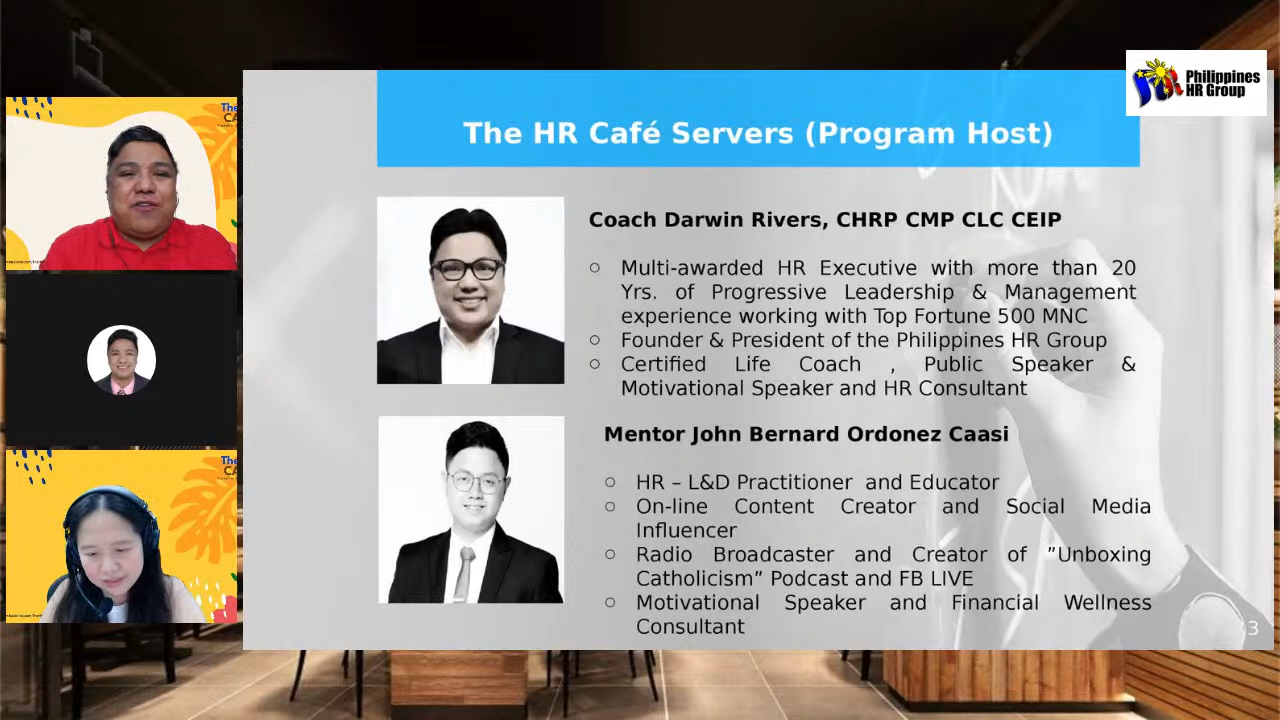 Philippines
HR Group
The HR Café Servers (Program Host)
Coach Darwin Rivers, CHRP CMP CLC CEIP
○ Multi-awarded HR Executive with more than 20
Yrs. of Progressive Leadership & Management
experience working with Top Fortune 500 MNC
○ Founder & President of the Philippines HR Group
○ Certified Life Coach , Public Speaker &
Motivational Speaker and HR Consultant
Mentor John Bernard Ordonez Caasi
○ HR – L&D Practitioner and Educator
○ On-line Content Creator and Social Media
Influencer
○ Radio Broadcaster and Creator of ”Unboxing
Catholicism” Podcast and FB LIVE
○ Motivational Speaker and Financial Wellness
Consultant
3
The
CA
The
CA